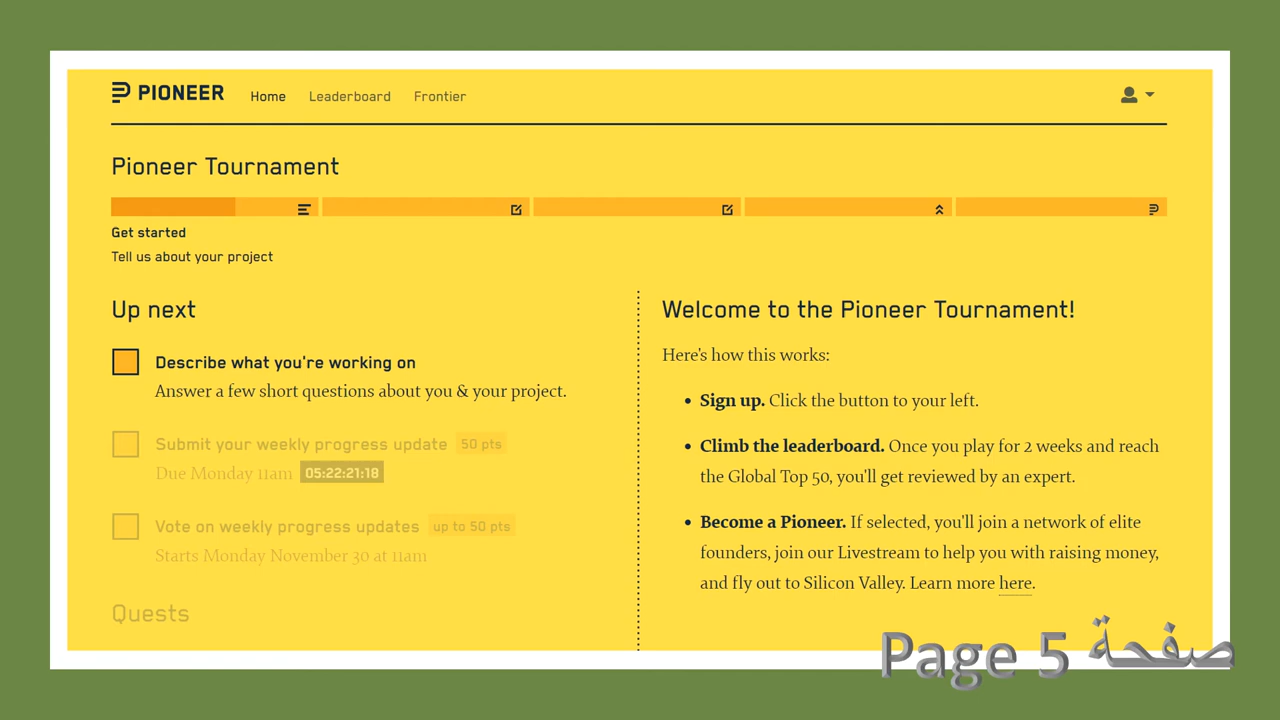 PIONEER Home Leaderboard Frontier
Pioneer Tournament
Get started
Tell us about your project
Up next
Describe what you're working on
Answer a few short questions about you & your project.
Submit your weekly progress update 50 pts
Due Monday 11am 05:22:21:18
Vote on weekly progress updates up to 50 pts
Starts Monday November 30 at 11am
Quests
Welcome to the Pioneer Tournament!
Here's how this works:
• Sign up. Click the button to your left.
• Climb the leaderboard. Once you play for 2 weeks and reach
the Global Top 50, you'll get reviewed by an expert.
• Become a Pioneer. If selected, you'll join a network of elite
founders, join our Livestream to help you with raising money,
and fly out to Silicon Valley. Learn more here.
Page 5 صفحة